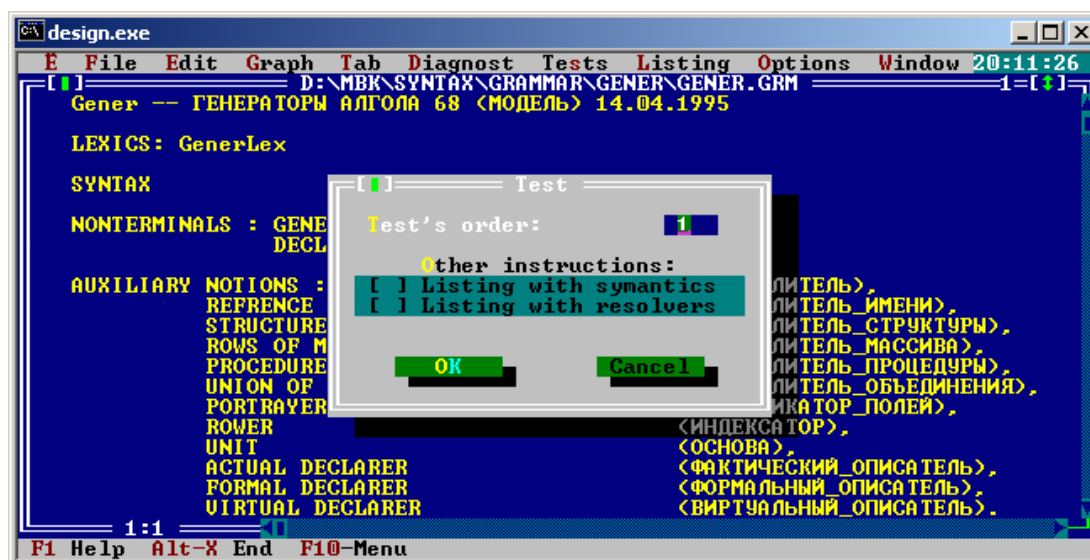 design.exe
Ё File Edit Graph Tab Diagnost Tests Listing Options Window 20:11:26
D:\MBK\SYNTAX\GRAMMAR\GENER\GENER.GRM 1
Gener -- ГЕНЕРАТОРЫ АЛГОЛА 68 (МОДЕЛЬ) 14.04.1995
LEXICS: GenerLex
SYNTAX
NONTERMINALS : GENE
DECL
AUXILIARY NOTIONS : ЛИТЕЛЬ),
REFRENCE ЛИТЕЛЬ_ИМЕНИ),
STRUCTURE ЛИТЕЛЬ_СТРУКТУРЫ),
ROWS OF M ЛИТЕЛЬ_МАССИВА),
PROCEDURE ЛИТЕЛЬ_ПРОЦЕДУРЫ),
UNION OF ЛИТЕЛЬ_ОБЪЕДИНЕНИЯ),
PORTRAYER ИКАТОР_ПОЛЕЙ),
ROWER (ИНДЕКСАТОР),
UNIT (ОСНОВА),
ACTUAL DECLARER (ФАКТИЧЕСКИЙ_ОПИСАТЕЛЬ),
FORMAL DECLARER (ФОРМАЛЬНЫЙ_ОПИСАТЕЛЬ),
VIRTUAL DECLARER (ВИРТУАЛЬНЫЙ_ОПИСАТЕЛЬ).
Test
Test's order: 1
Other instructions:
[ ] Listing with symantics
[ ] Listing with resolvers
OK Cancel
1:1
F1 Help Alt-X End F10-Menu